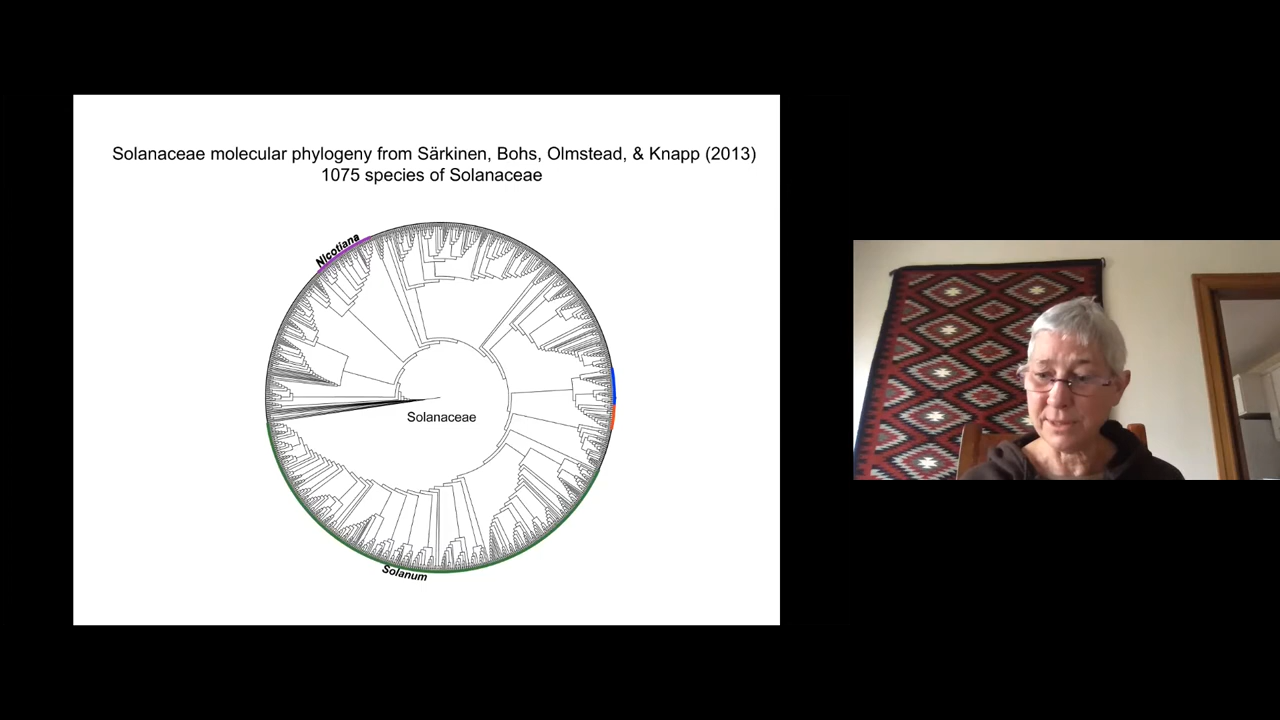 Solanaceae molecular phylogeny from Särkinen, Bohs, Olmstead, & Knapp (2013)
1075 species of Solanaceae
Nicotiana
Solanaceae
Solanum